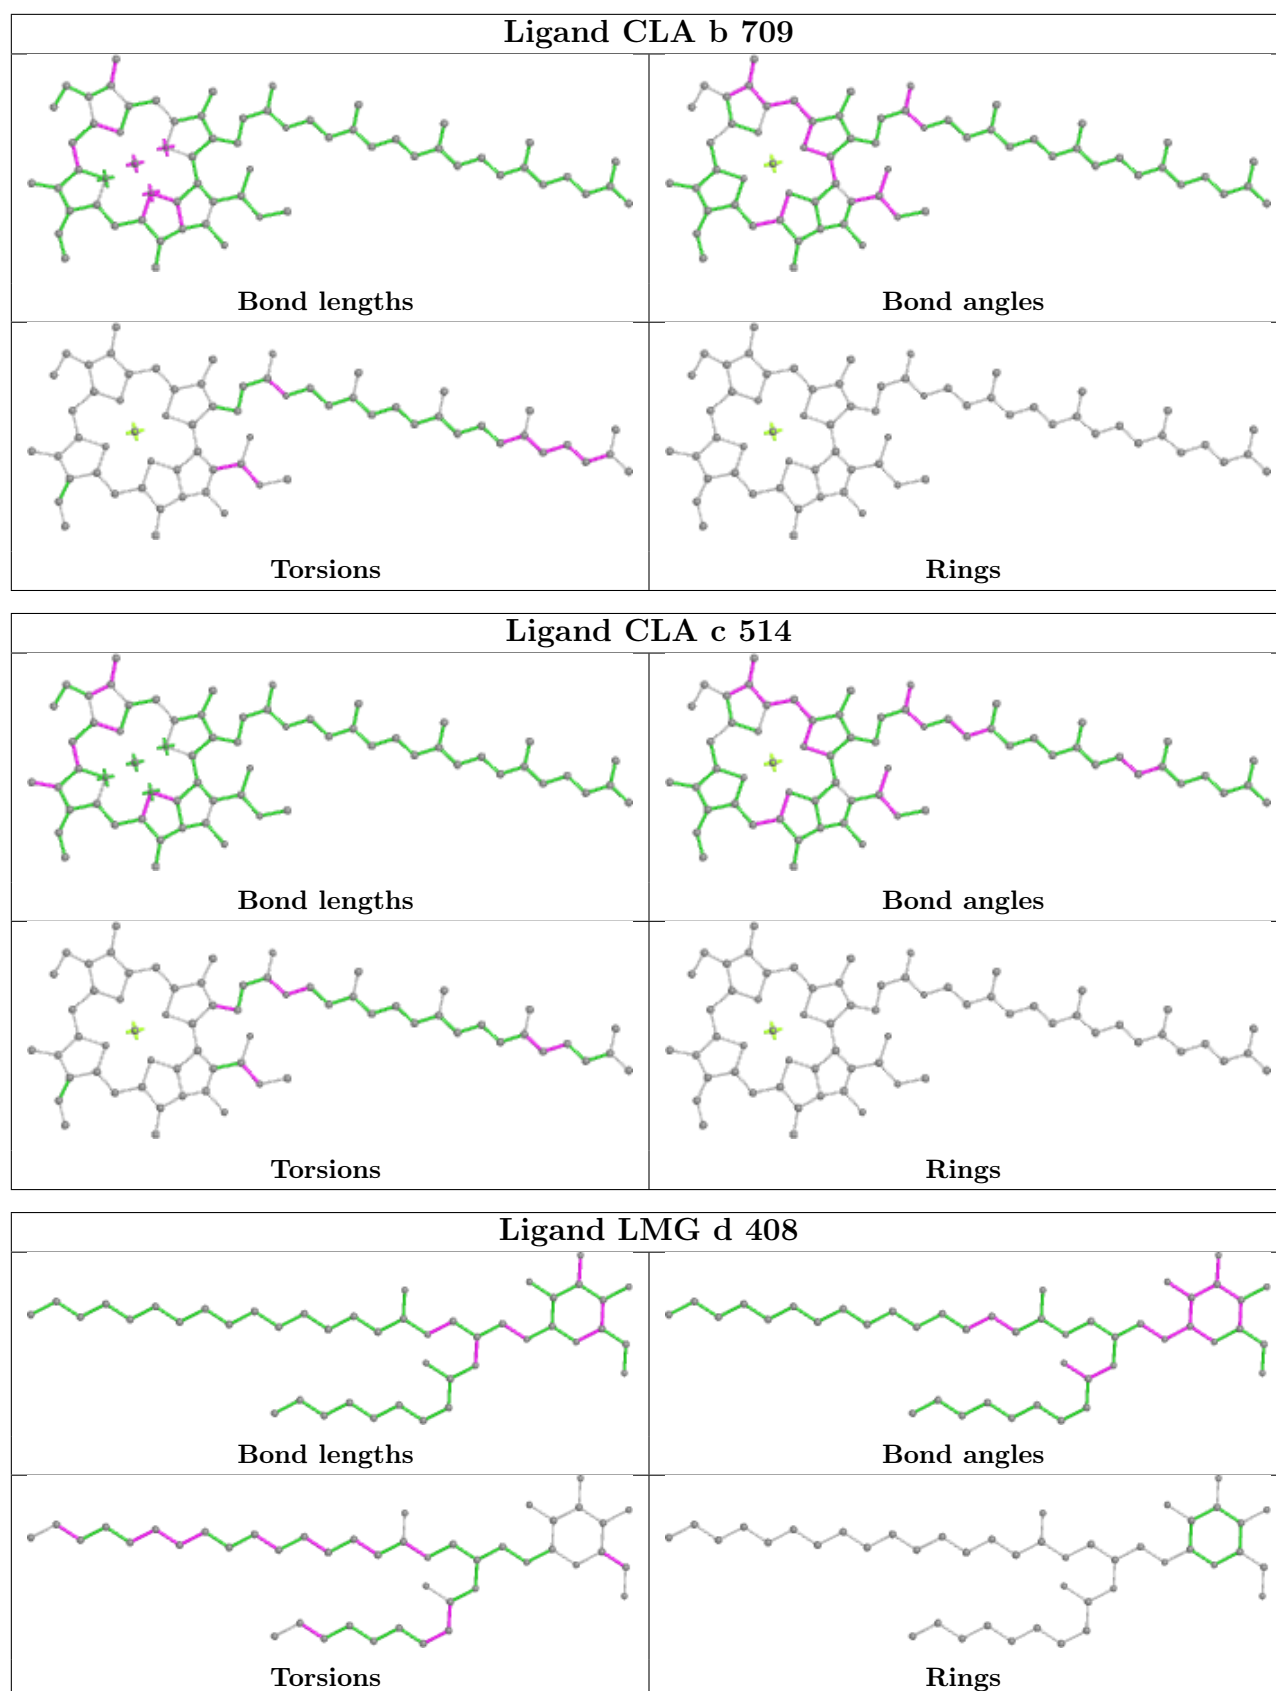 Ligand CLA b 709
Bond lengths
Bond angles
Torsions
Rings
Ligand CLA c 514
Bond lengths
Bond angles
Torsions
Rings
Ligand LMG d 408
Bond lengths
Bond angles
Torsions
Rings